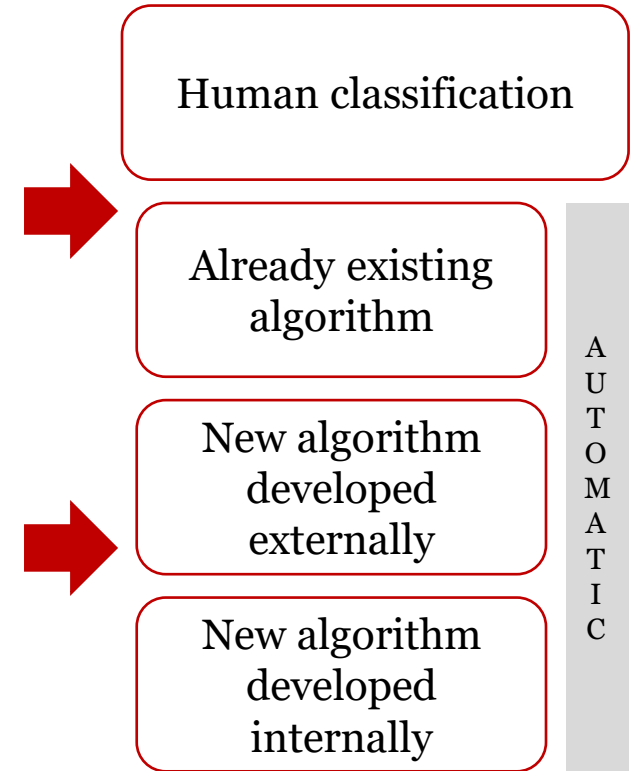 Human classification
Already existing
algorithm
New algorithm
developed
externally
New algorithm
developed
internally
A
U
T
O
M
A
T
I
C